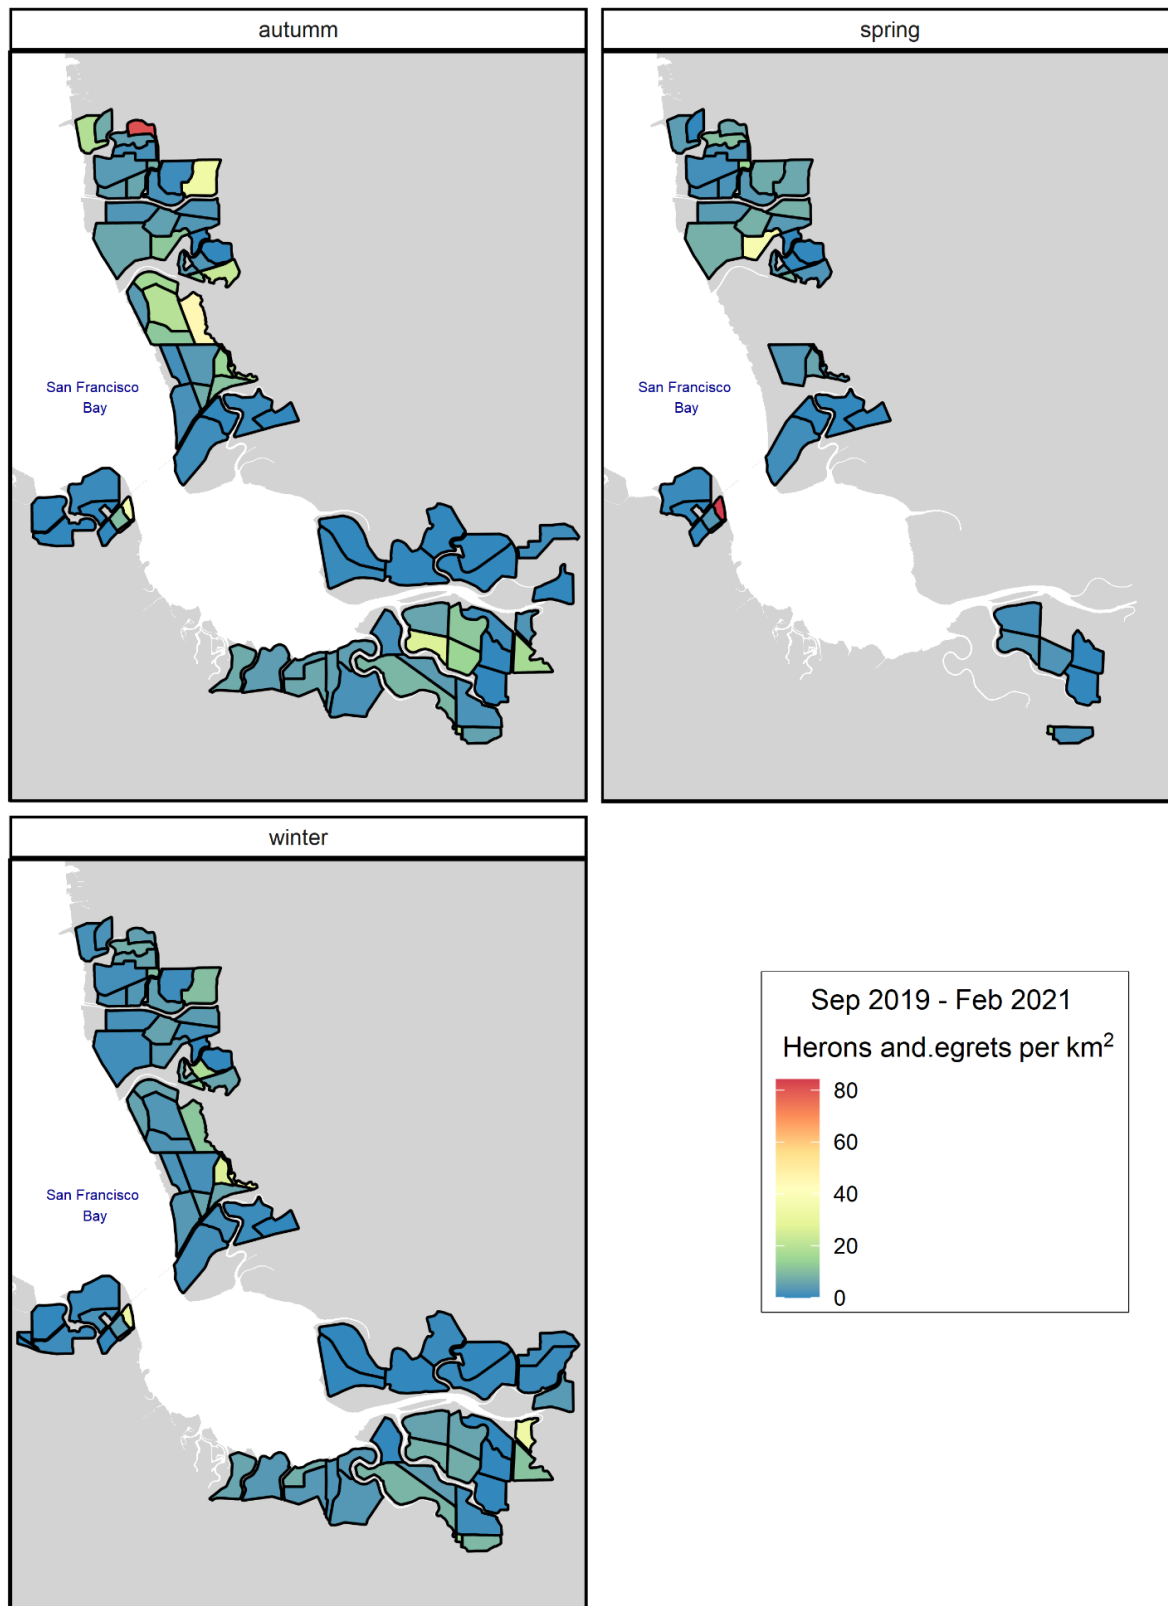 autumm
spring
San Francisco
Bay
San Francisco
Bay
winter
San Francisco
Bay
Sep 2019 - Feb 2021
Herons and.egrets per km²
80
60
40
20
0